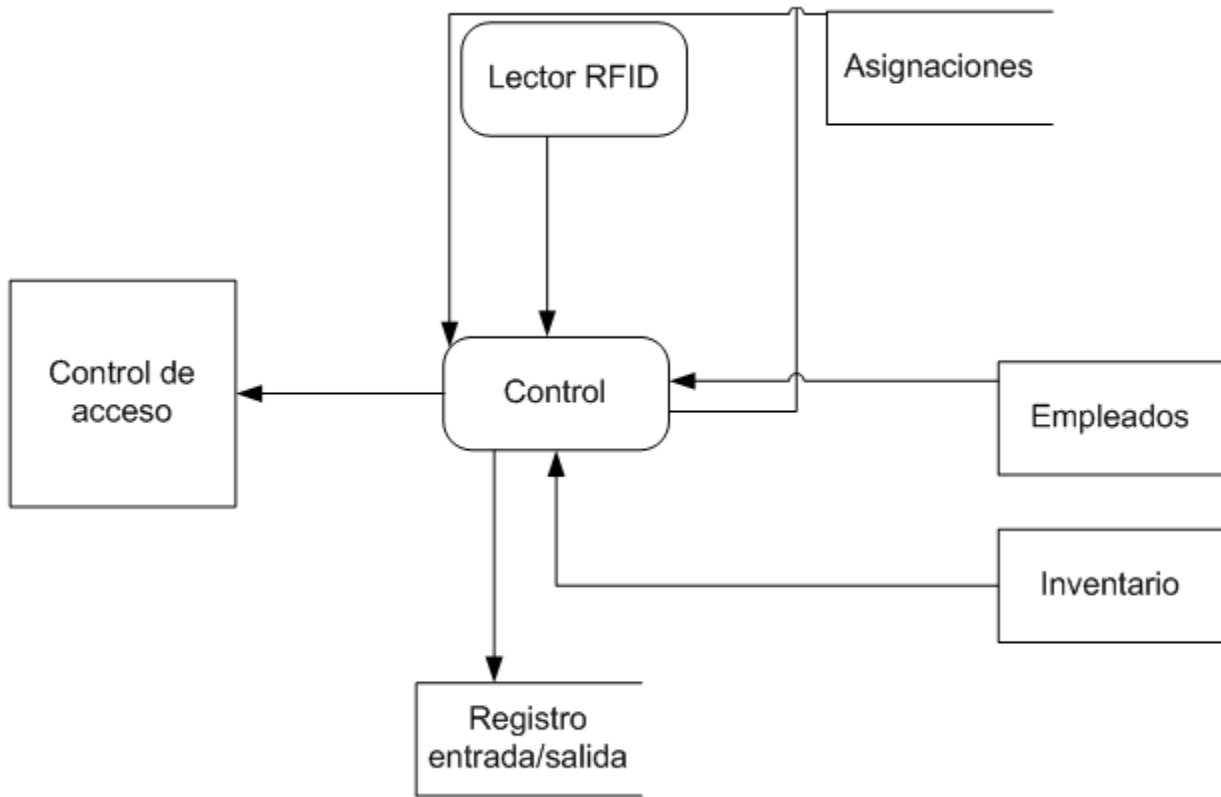 Lector RFID
Asignaciones
Control de
acceso
Control
Empleados
Inventario
Registro
entrada/salida